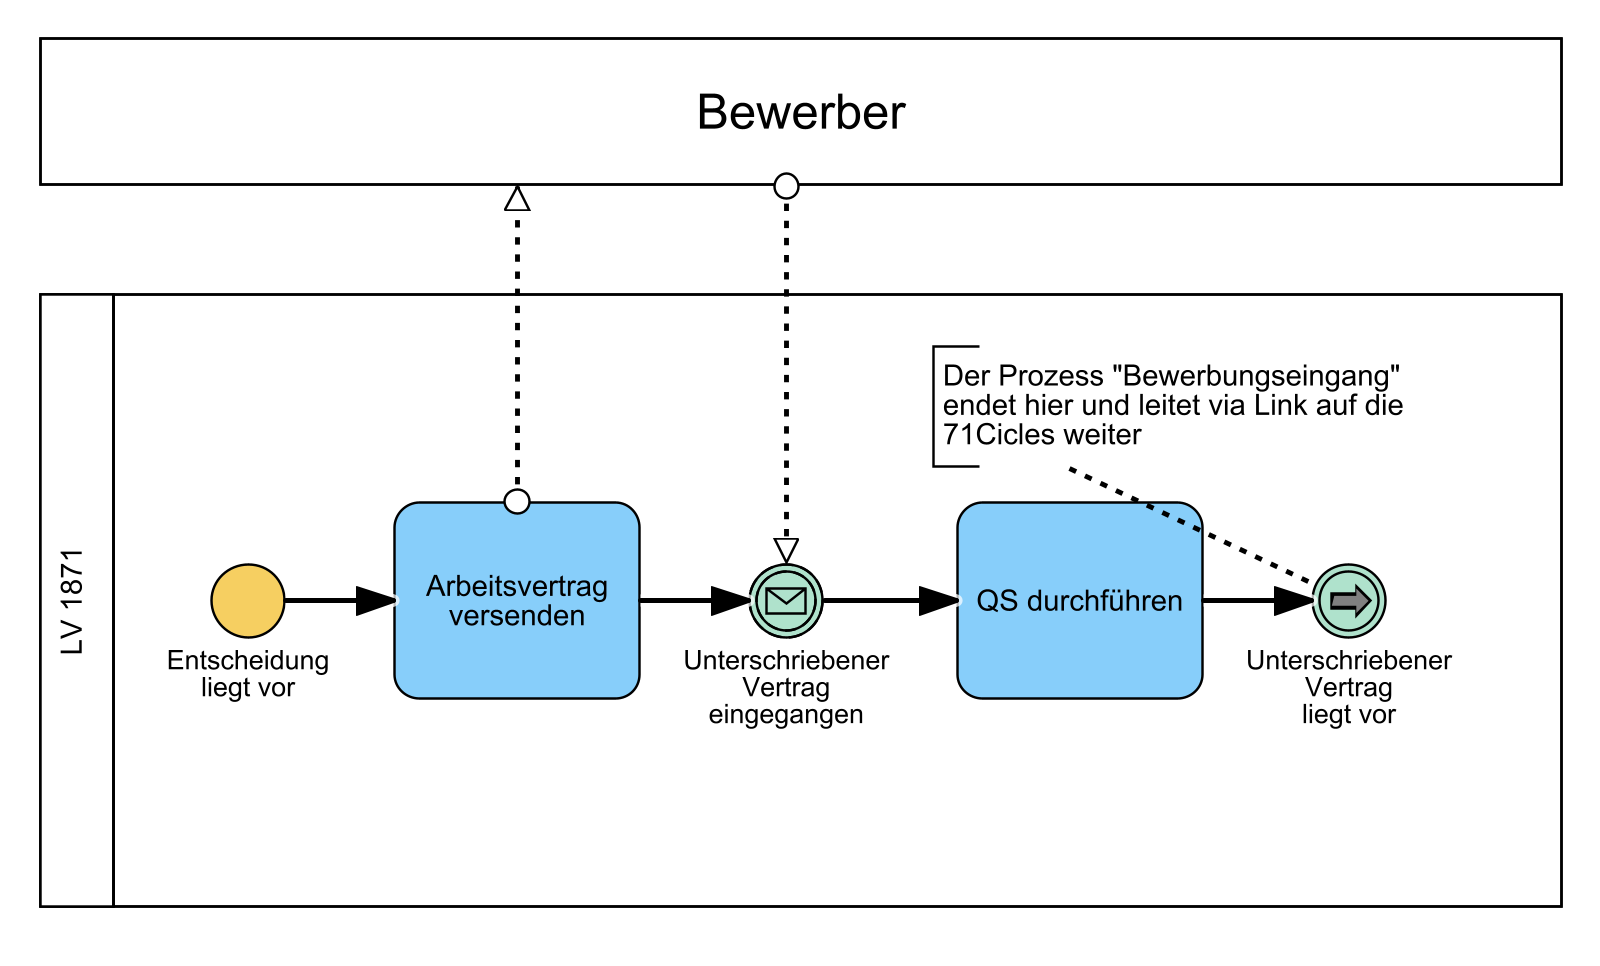 Bewerber
LV 1871
Der Prozess "Bewerbungseingang"
endet hier und leitet via Link auf die
71Cicles weiter
Entscheidung
liegt vor
Arbeitsvertrag
versenden
Unterschriebener
Vertrag
eingegangen
QS durchführen
Unterschriebener
Vertrag
liegt vor